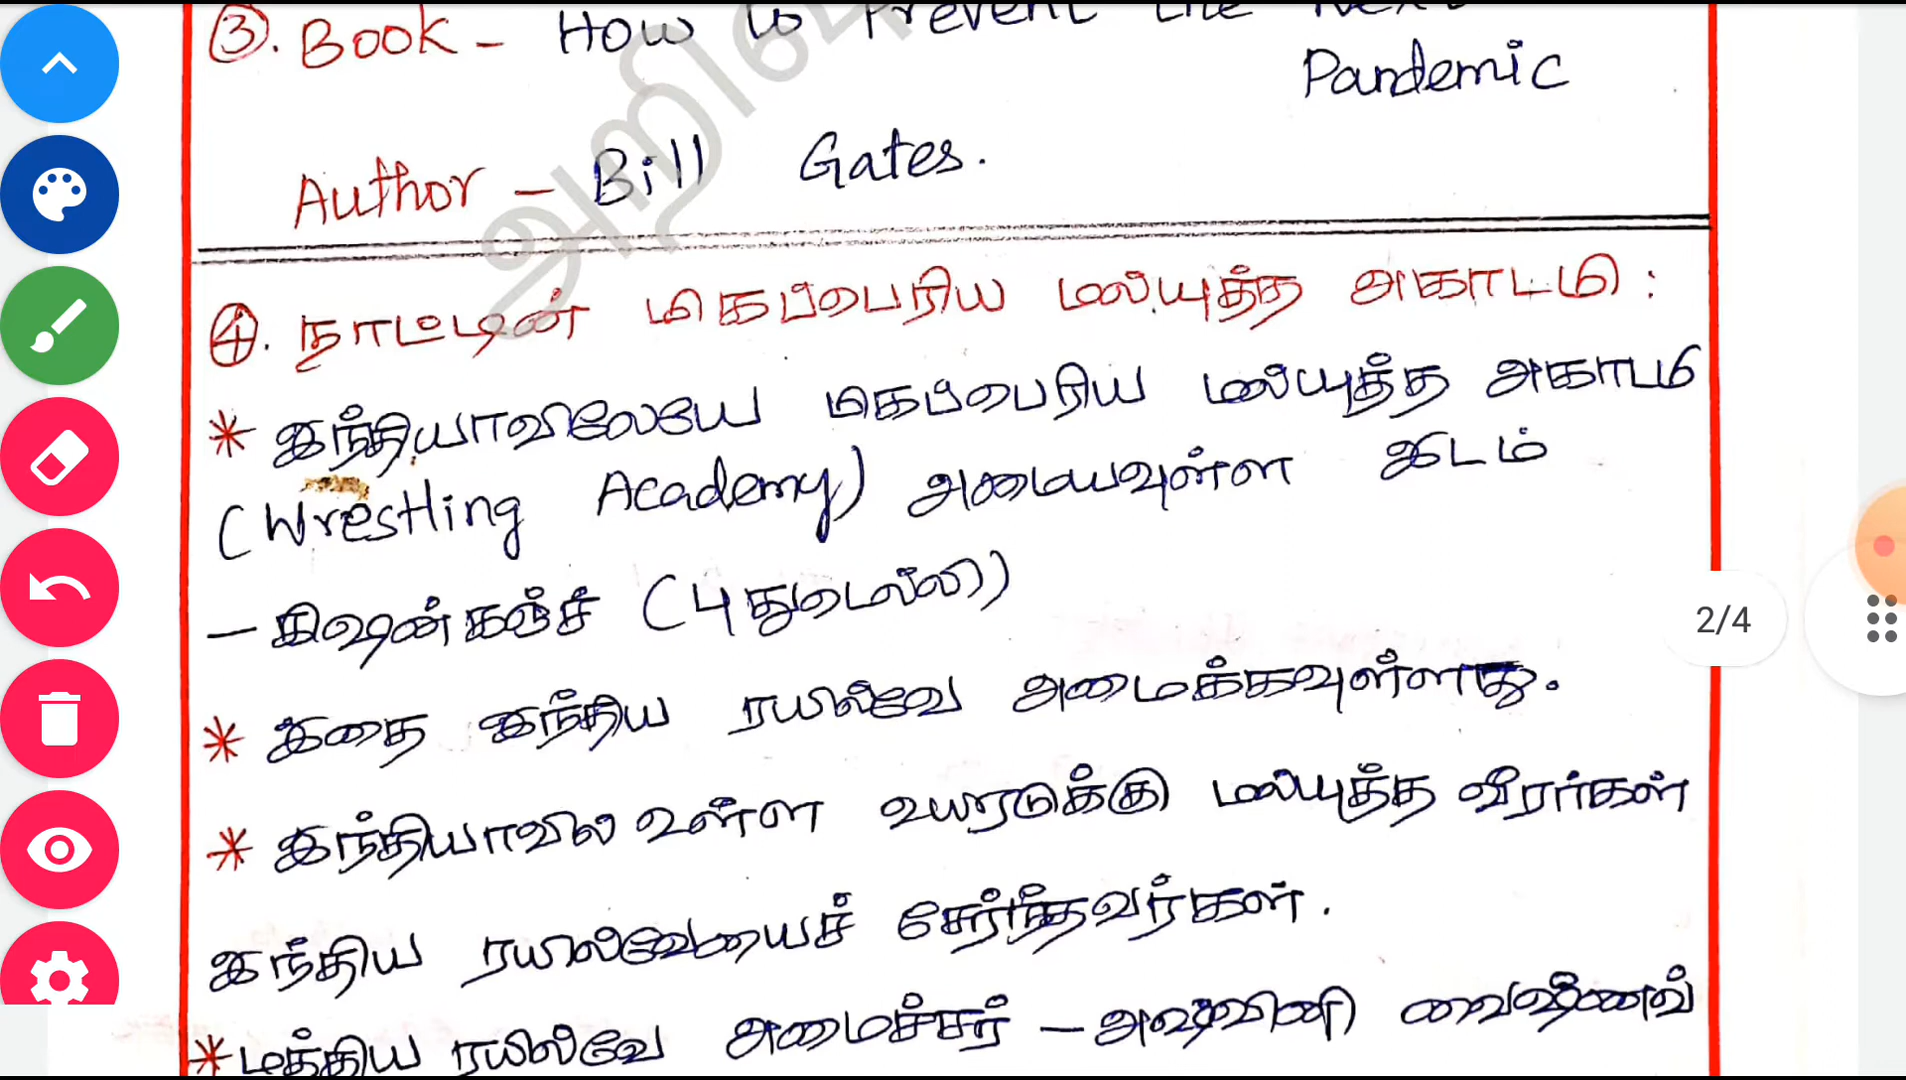 ③. Book - How to Prevent the Next
Pandemic
Author - Bill Gates.
④. நாட்டின் மிகப்பெரிய மல்யுத்த அகாடமி :
* இந்தியாவிலேயே மிகப்பெரிய மல்யுத்த அகாடமி
(Wrestling Academy) அமையவுள்ள இடம்
- கிஷன்கஞ்ச் (புதுடெல்லி)
* இதை இந்திய ரயில்வே அமைக்கவுள்ளது.
* இந்தியாவில உள்ள உயரடுக்கு மல்யுத்த வீரர்கள்
இந்திய ரயில்வேயைச் சேர்ந்தவர்கள்.
* மத்திய ரயில்வே அமைச்சர் - அஷ்வினி வைஷ்ணவ்
2/4